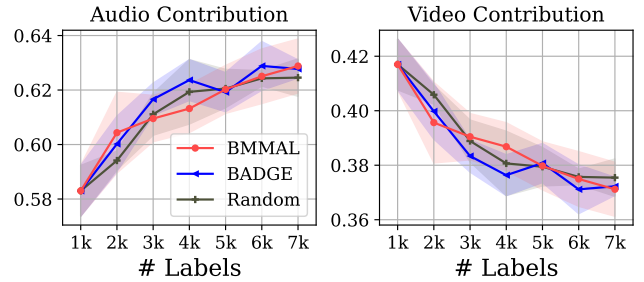 Audio Contribution
0.64
0.62
0.60
0.58
BMMAL
BADGE
Random
1k 2k 3k 4k 5k 6k 7k
# Labels
Video Contribution
0.42
0.40
0.38
0.36
1k 2k 3k 4k 5k 6k 7k
# Labels